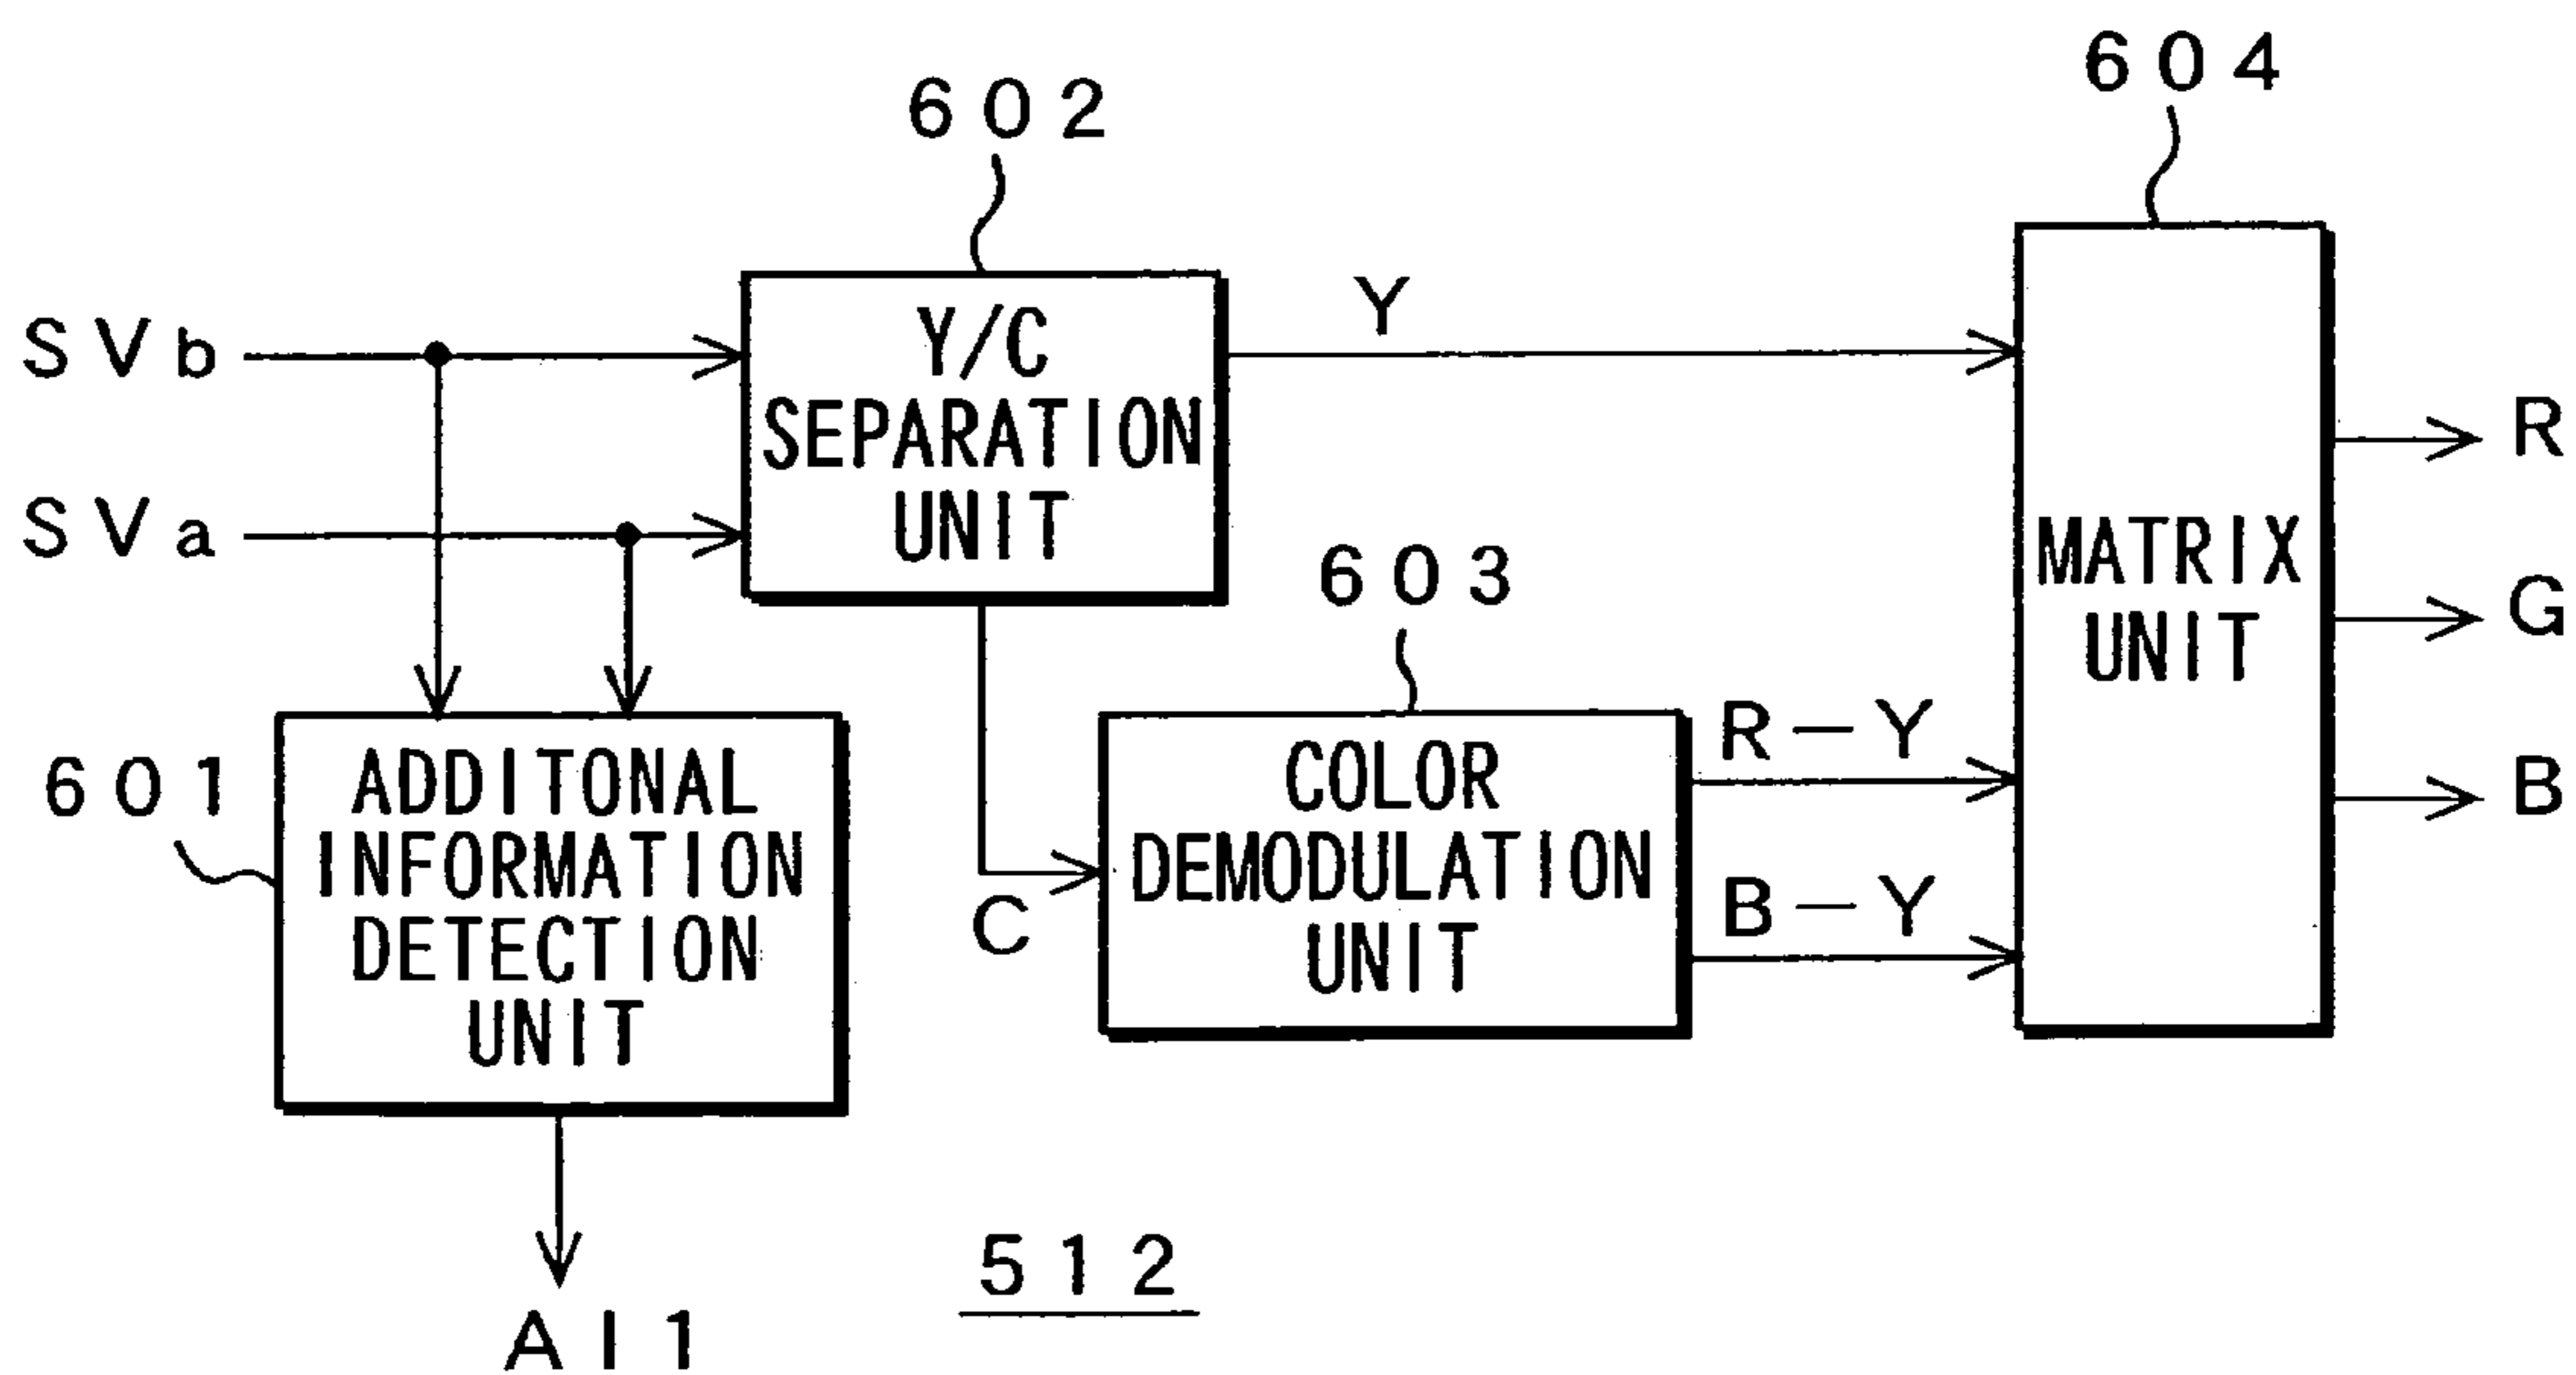 604
602
Y/C
SEPARATION
UNIT
Y
SVb
SVa
MATRIX
UNIT
R
G
B
603
COLOR
DEMODULATION
UNIT
R-Y
B-Y
C
601
ADDITONAL
INFORMATION
DETECTION
UNIT
AI1
512